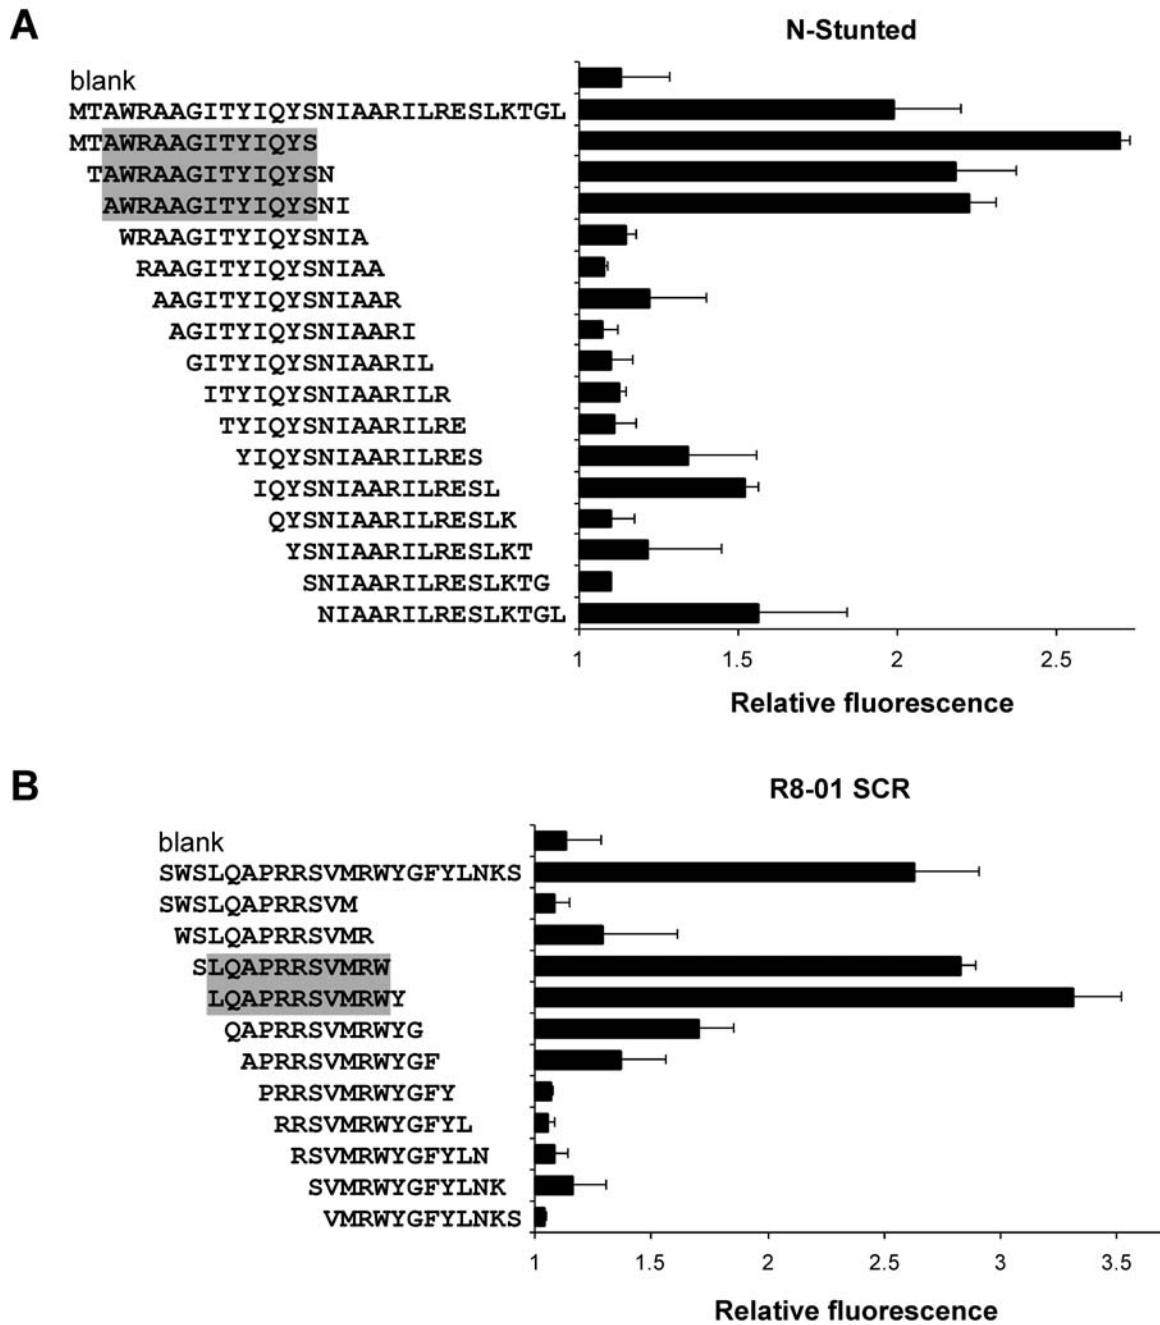 A
N-Stunted
blank
MTAWRAAGITYIQYSNIAARILRESLKTGL
MTAWRAAGITYIQYS
TAWRAAGITYIQYSN
AWRAAGITYIQYSNI
WRAAGITYIQYSNIA
RAAGITYIQYSNIAA
AAGITYIQYSNIAAR
AGITYIQYSNIAARI
GITYIQYSNIAARIL
ITYIQYSNIAARILR
TYIQYSNIAARILRE
YIQYSNIAARILRES
IQYSNIAARILRESL
QYSNIAARILRESLK
YSNIAARILRESLKT
SNIAARILRESLKTG
NIAARILRESLKTGL
1 1.5 2 2.5
Relative fluorescence
B
R8-01 SCR
blank
SWSLQAPRRSVMRWYGFYLNKS
SWSLQAPRRSVM
WSLQAPRRSVMR
SLQAPRRSVMRW
LQAPRRSVMRWY
QAPRRSVMRWYG
APRRSVMRWYGF
PRRSVMRWYGFY
RRSVMRWYGFYL
RSVMRWYGFYLN
SVMRWYGFYLNK
VMRWYGFYLNKS
1 1.5 2 2.5 3 3.5
Relative fluorescence